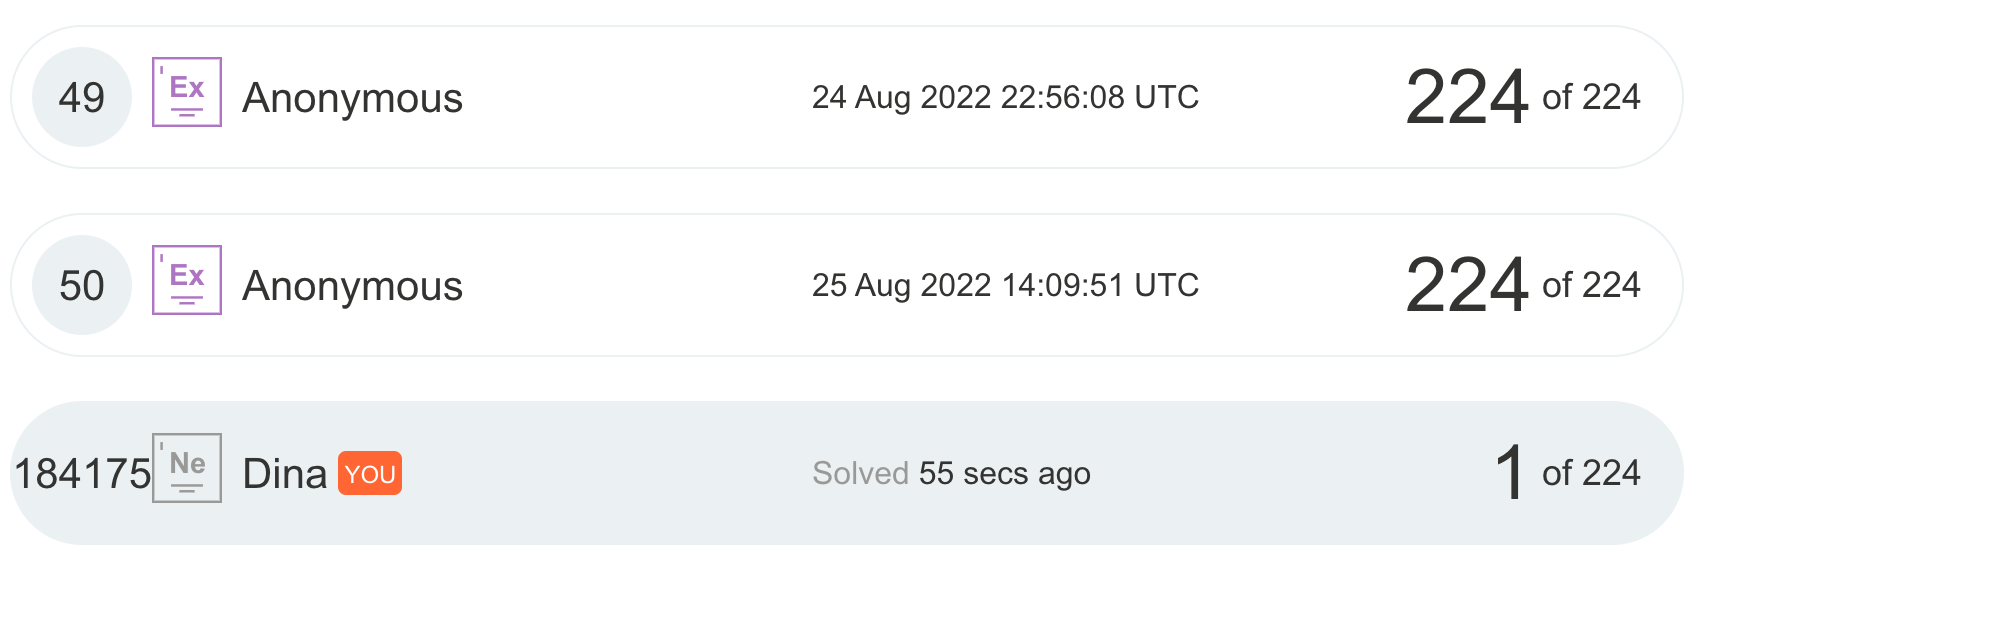 49 Ex Anonymous 24 Aug 2022 22:56:08 UTC 224 of 224
50 Ex Anonymous 25 Aug 2022 14:09:51 UTC 224 of 224
184175 Ne Dina YOU Solved 55 secs ago 1 of 224